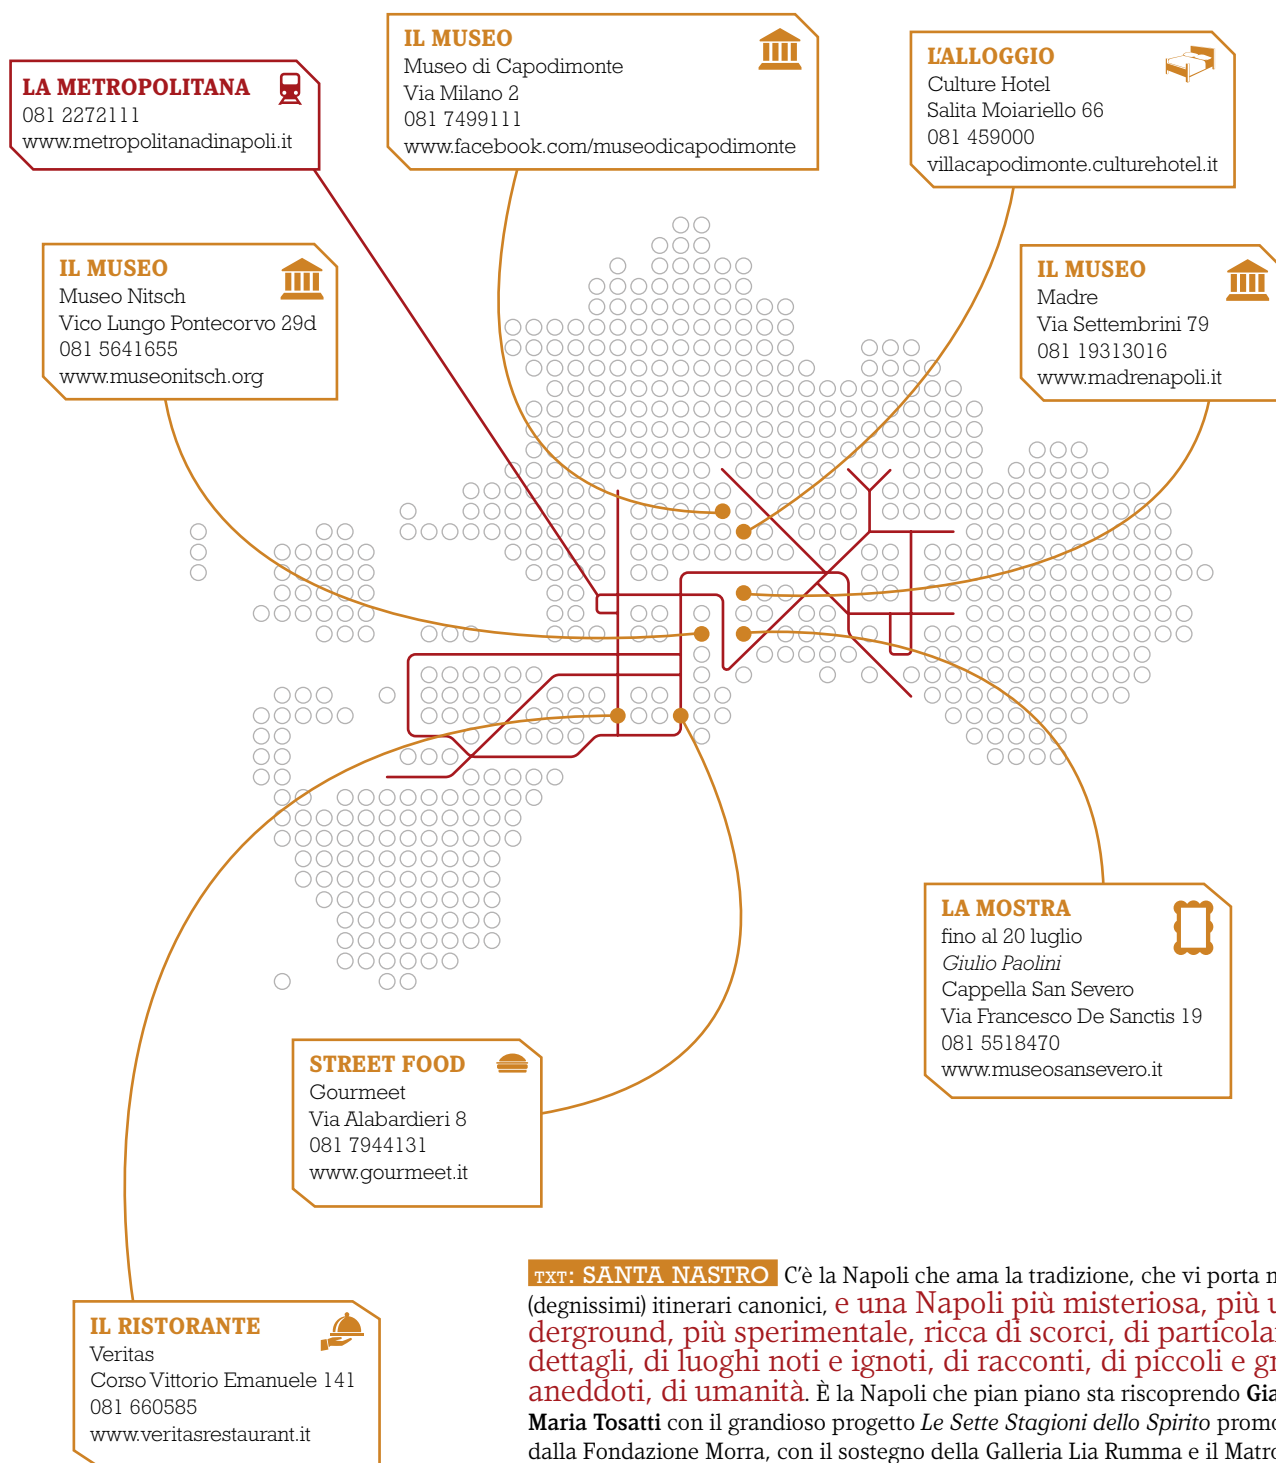 IL MUSEO
Museo di Capodimonte
Via Milano 2
081 7499111
www.facebook.com/museodicapodimonte
L'ALLOGGIO
Culture Hotel
Salita Moiariello 66
081 459000
villacapodimonte.culturehotel.it
LA METROPOLITANA
081 2272111
www.metropolitanadinapoli.it
IL MUSEO
Museo Nitsch
Vico Lungo Pontecorvo 29d
081 5641655
www.museonitsch.org
IL MUSEO
Madre
Via Settembrini 79
081 19313016
www.madrenapoli.it
LA MOSTRA
fino al 20 luglio
Giulio Paolini
Cappella San Severo
Via Francesco De Sanctis 19
081 5518470
www.museosansevero.it
STREET FOOD
Gourmeet
Via Alabardieri 8
081 7944131
www.gourmeet.it
IL RISTORANTE
Veritas
Corso Vittorio Emanuele 141
081 660585
www.veritasrestaurant.it
TXT: SANTA NASTRO C'è la Napoli che ama la tradizione, che vi porta
(degnissimi) itinerari canonici, e una Napoli più misteriosa, più
derground, più sperimentale, ricca di scorci, di
dettagli, di luoghi noti e ignoti, di racconti, di piccoli e
aneddoti, di umanità. È la Napoli che pian piano sta riscoprendo
Maria Tosatti con il grandioso progetto Le Sette Stagioni dello Spirito
dalla Fondazione Morra, con il sostegno della Galleria Lia Rumma e il